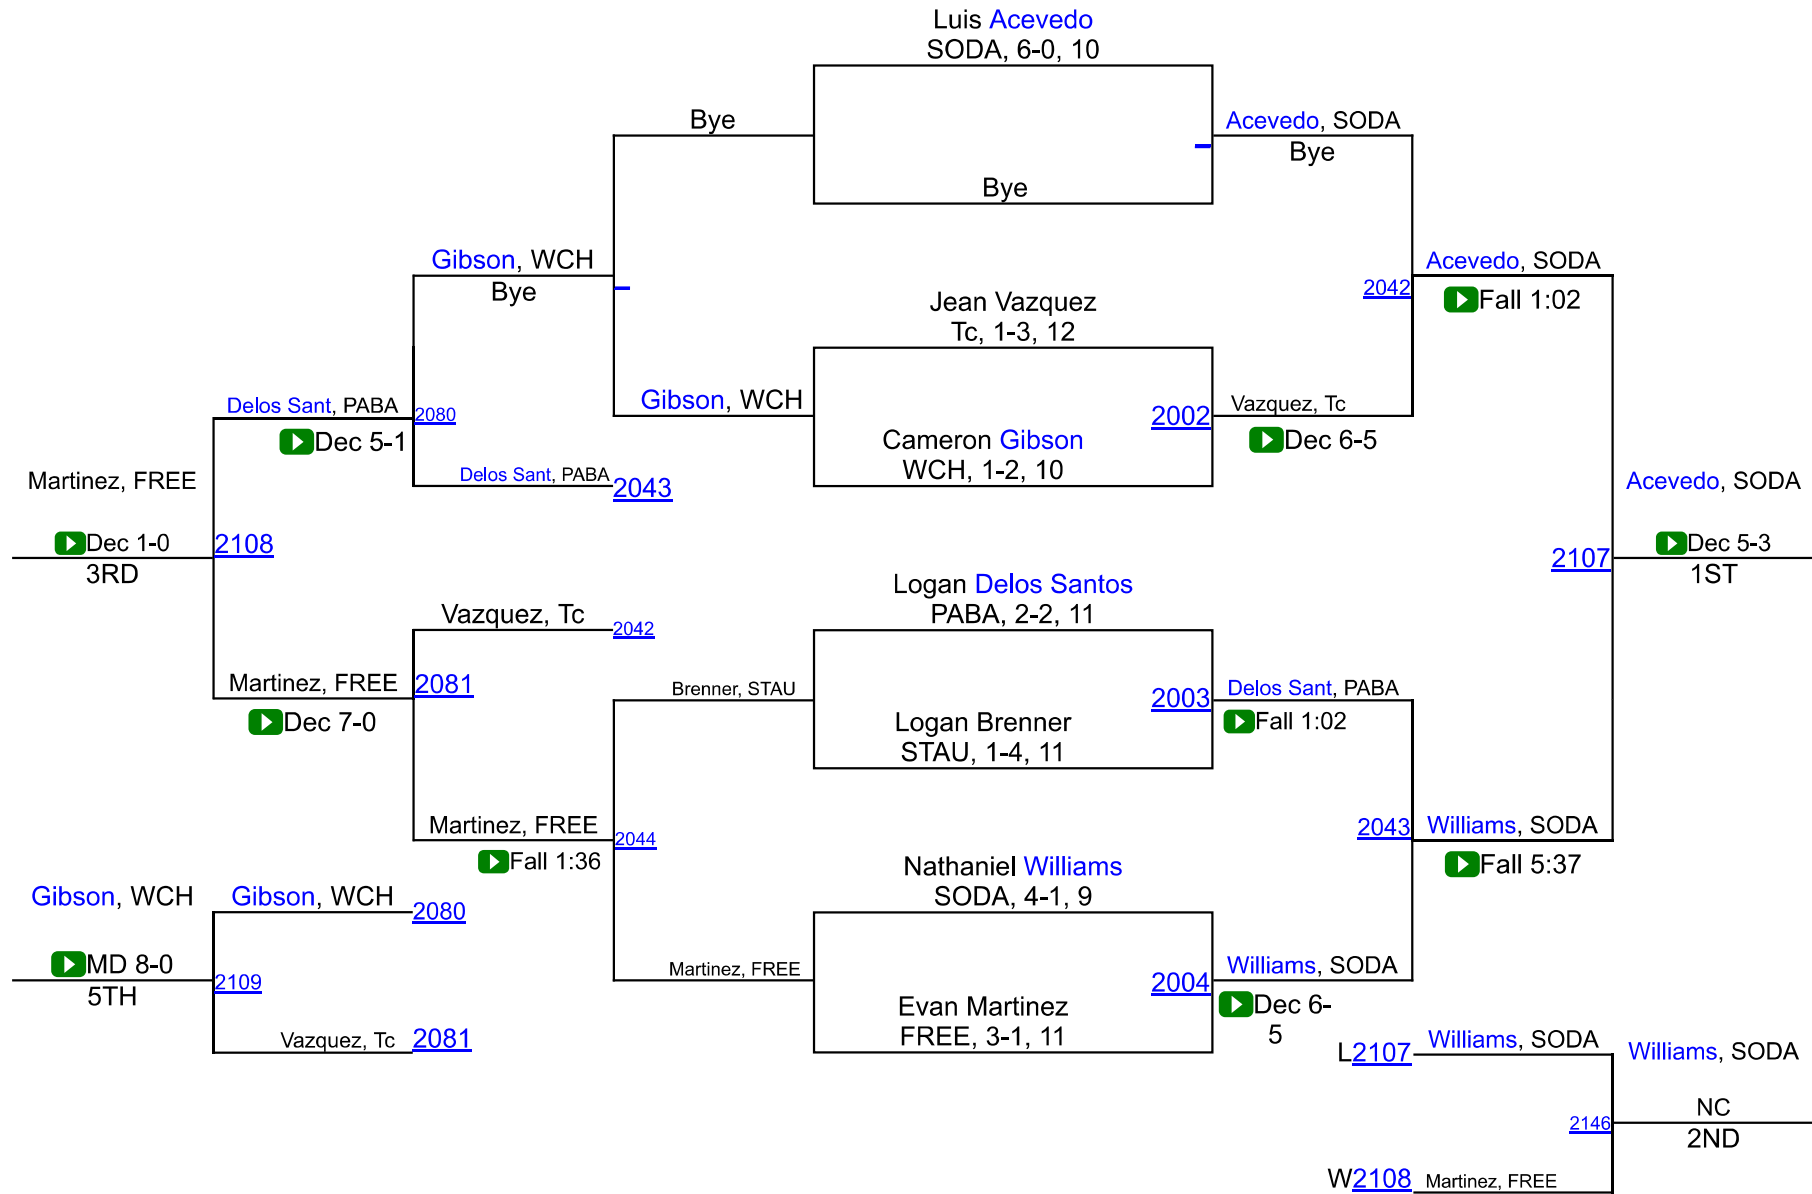 Luis Acevedo
SODA, 6-0, 10
Bye
Acevedo, SODA
Bye
Bye
Gibson, WCH
Bye
Acevedo, SODA
2042
Fall 1:02
Jean Vazquez
Tc, 1-3, 12
Delos Sant, PABA
2080
Dec 5-1
Gibson, WCH
2002
Vazquez, Tc
Dec 6-5
Cameron Gibson
WCH, 1-2, 10
Martinez, FREE
Delos Sant, PABA
2043
Acevedo, SODA
Dec 1-0
2108
3RD
2107
Dec 5-3
1ST
Logan Delos Santos
PABA, 2-2, 11
Vazquez, Tc
2042
Martinez, FREE
2081
Dec 7-0
Brenner, STAU
2003
Delos Sant, PABA
Fall 1:02
Logan Brenner
STAU, 1-4, 11
Martinez, FREE
2044
Fall 1:36
2043
Williams, SODA
Fall 5:37
Nathaniel Williams
SODA, 4-1, 9
Gibson, WCH
Gibson, WCH
2080
MD 8-0
2109
5TH
Martinez, FREE
2004
Williams, SODA
Dec 6-
5
Evan Martinez
FREE, 3-1, 11
Vazquez, Tc
2081
L2107
Williams, SODA
Williams, SODA
2146
NC
2ND
W2108
Martinez, FREE